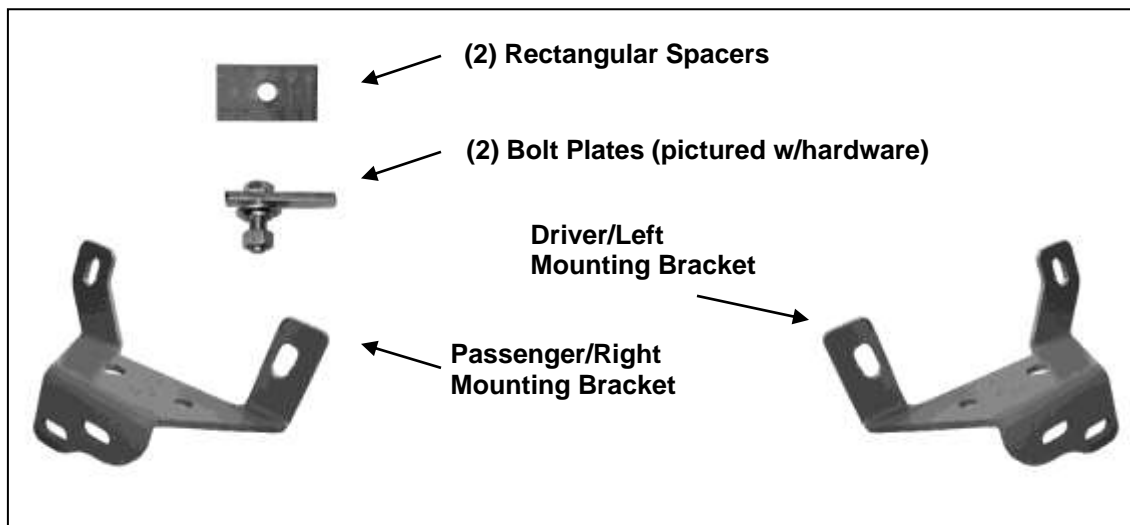 (2) Rectangular Spacers
(2) Bolt Plates (pictured w/hardware)
Driver/Left
Mounting Bracket
Passenger/Right
Mounting Bracket